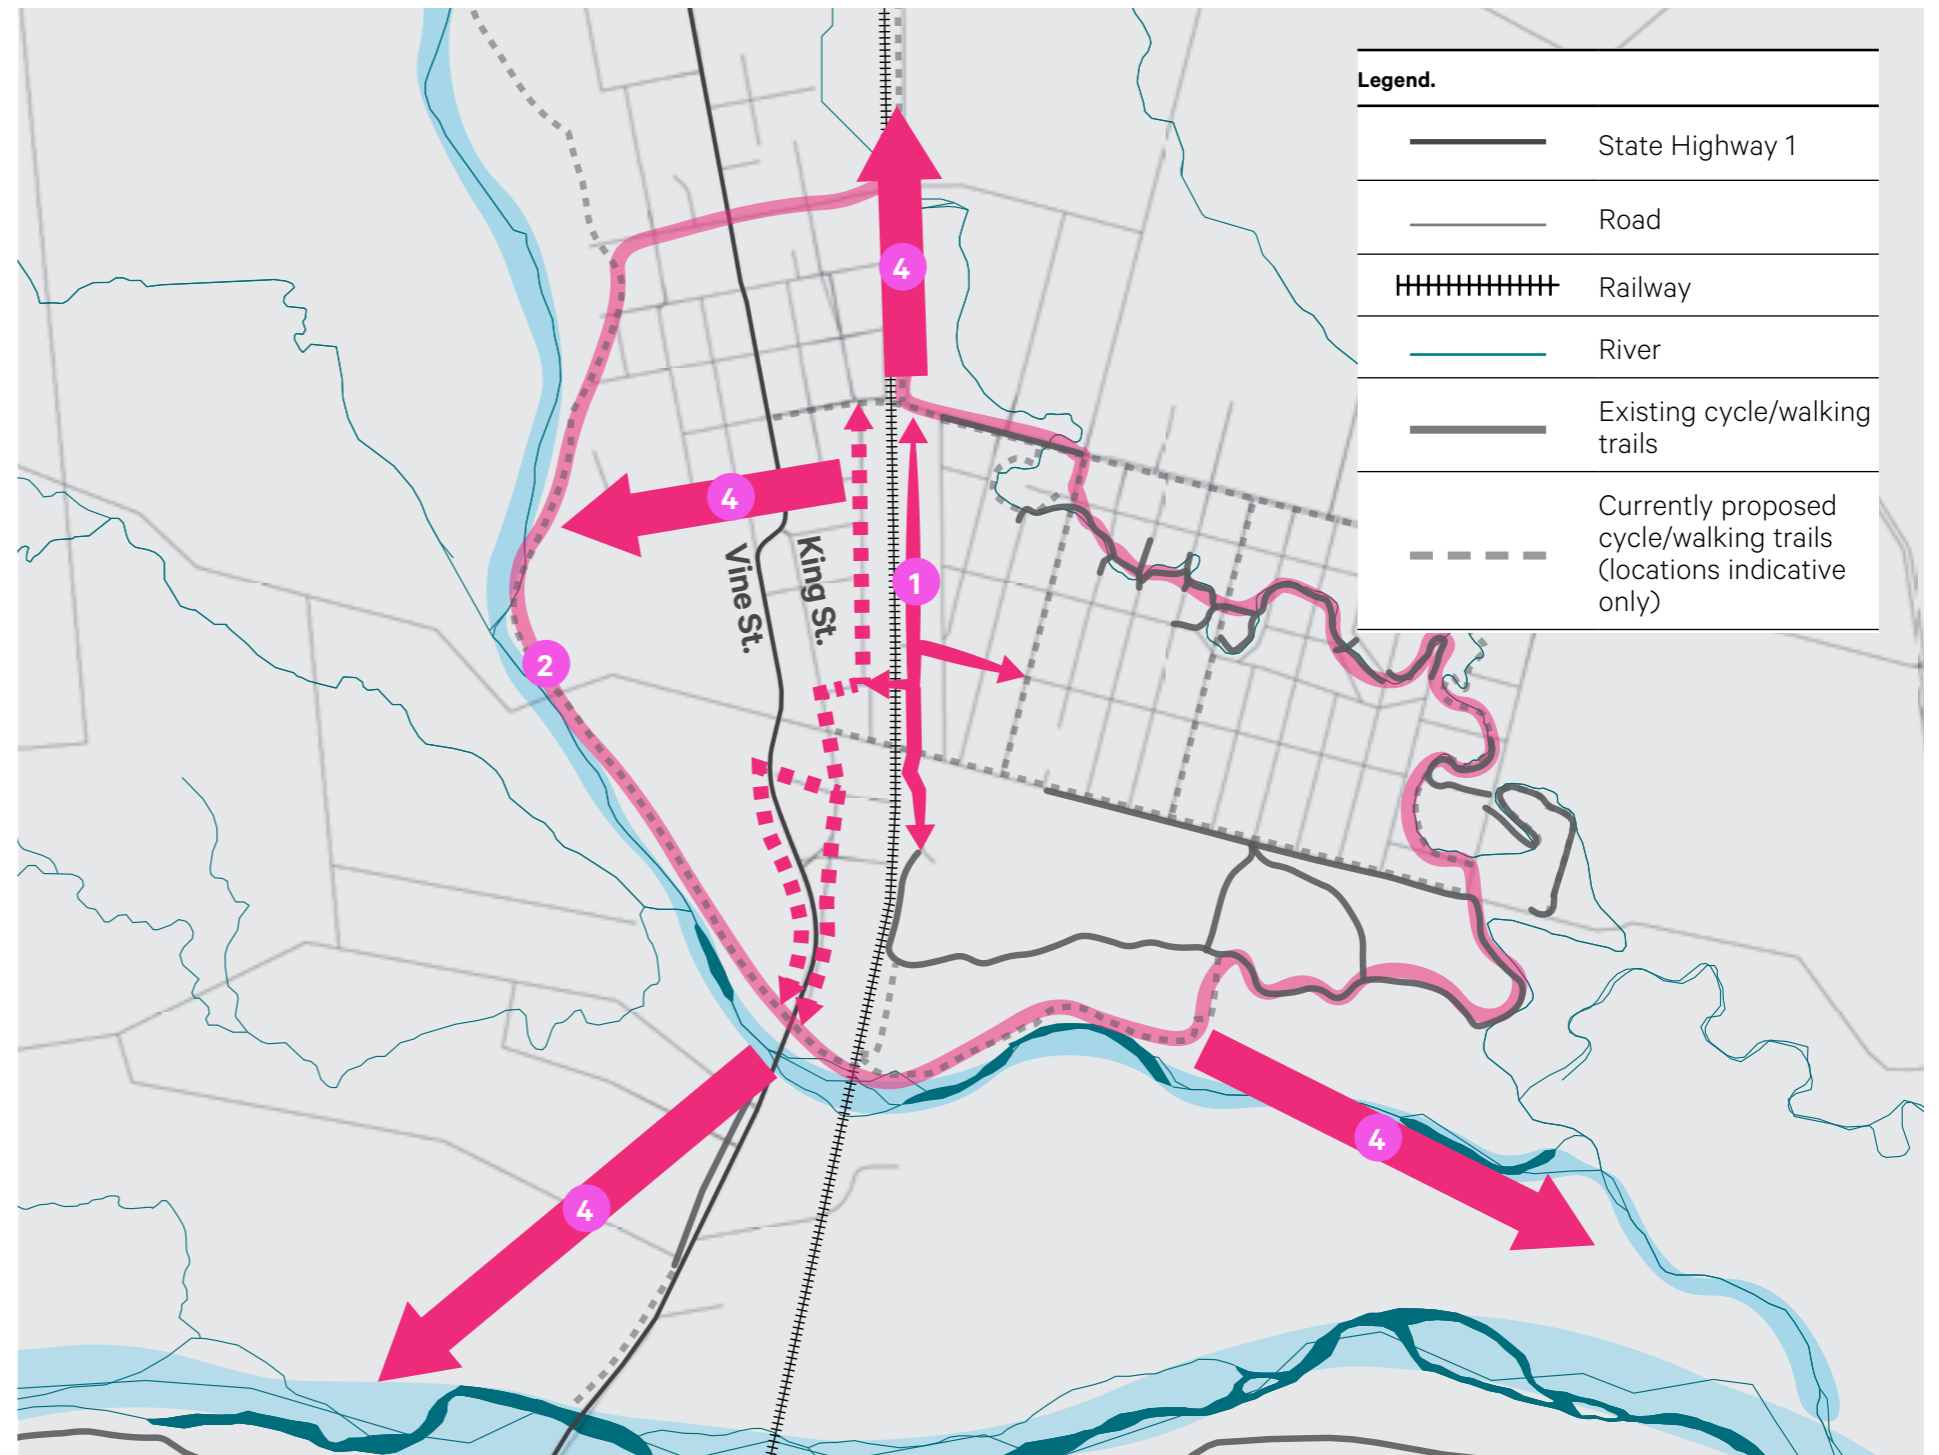 Legend.
State Highway 1
Road
Railway
River
Existing cycle/walking
trails
Currently proposed
cycle/walking trails
(locations indicative
only)
4
4
Vine St.
King St.
1
2
4
4